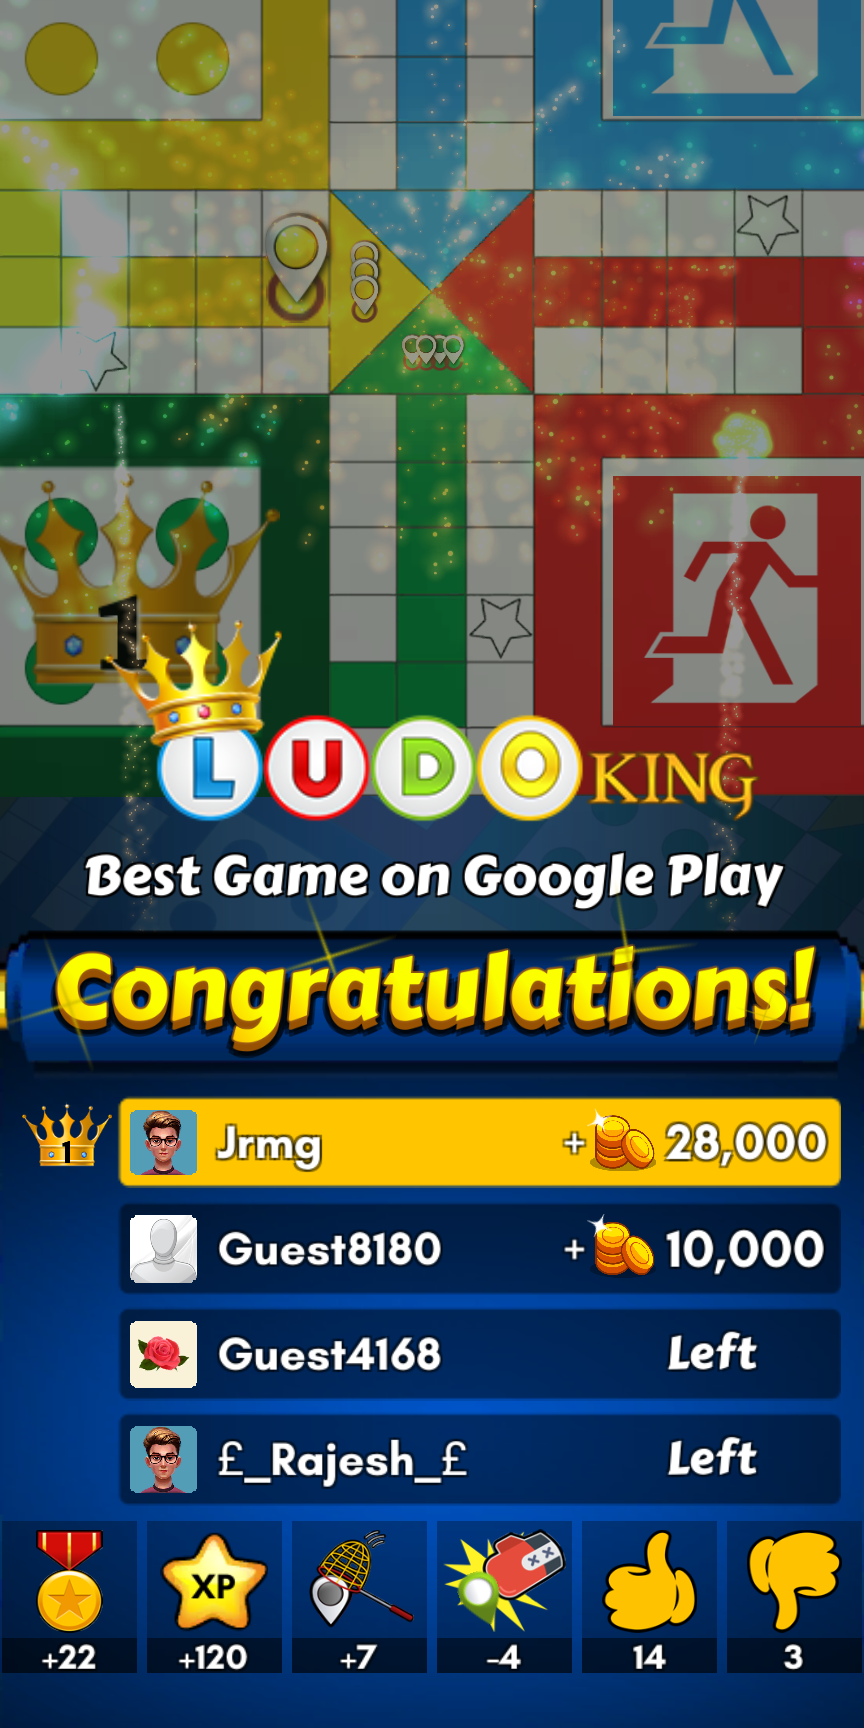 1
LUDO KING
Best Game on Google Play
Congratulations!
1 Jrmg + 28,000
Guest8180 + 10,000
Guest4168 Left
£_Rajesh_£ Left
XP
+22 +120 +7 -4 14 3